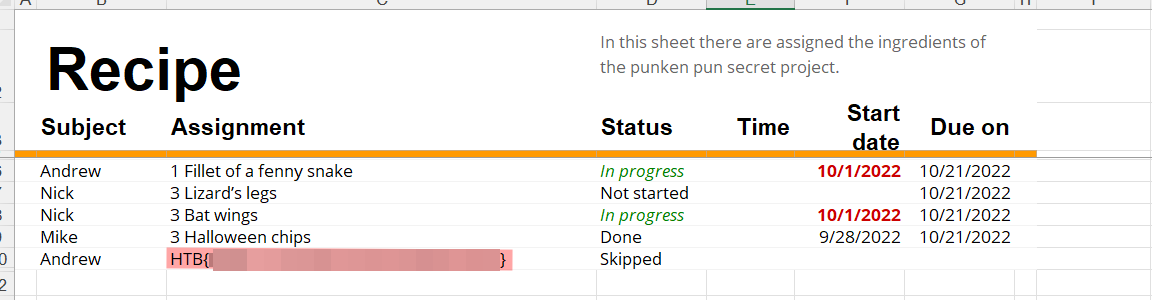 In this sheet there are assigned the ingredients of
the punken pun secret project.
Recipe
Subject Assignment Status Time Start date Due on
Andrew 1 Fillet of a fenny snake In progress 10/1/2022 10/21/2022
Nick 3 Lizard’s legs Not started 10/21/2022
Nick 3 Bat wings In progress 10/1/2022 10/21/2022
Mike 3 Halloween chips Done 9/28/2022 10/21/2022
Andrew HTB{ } Skipped